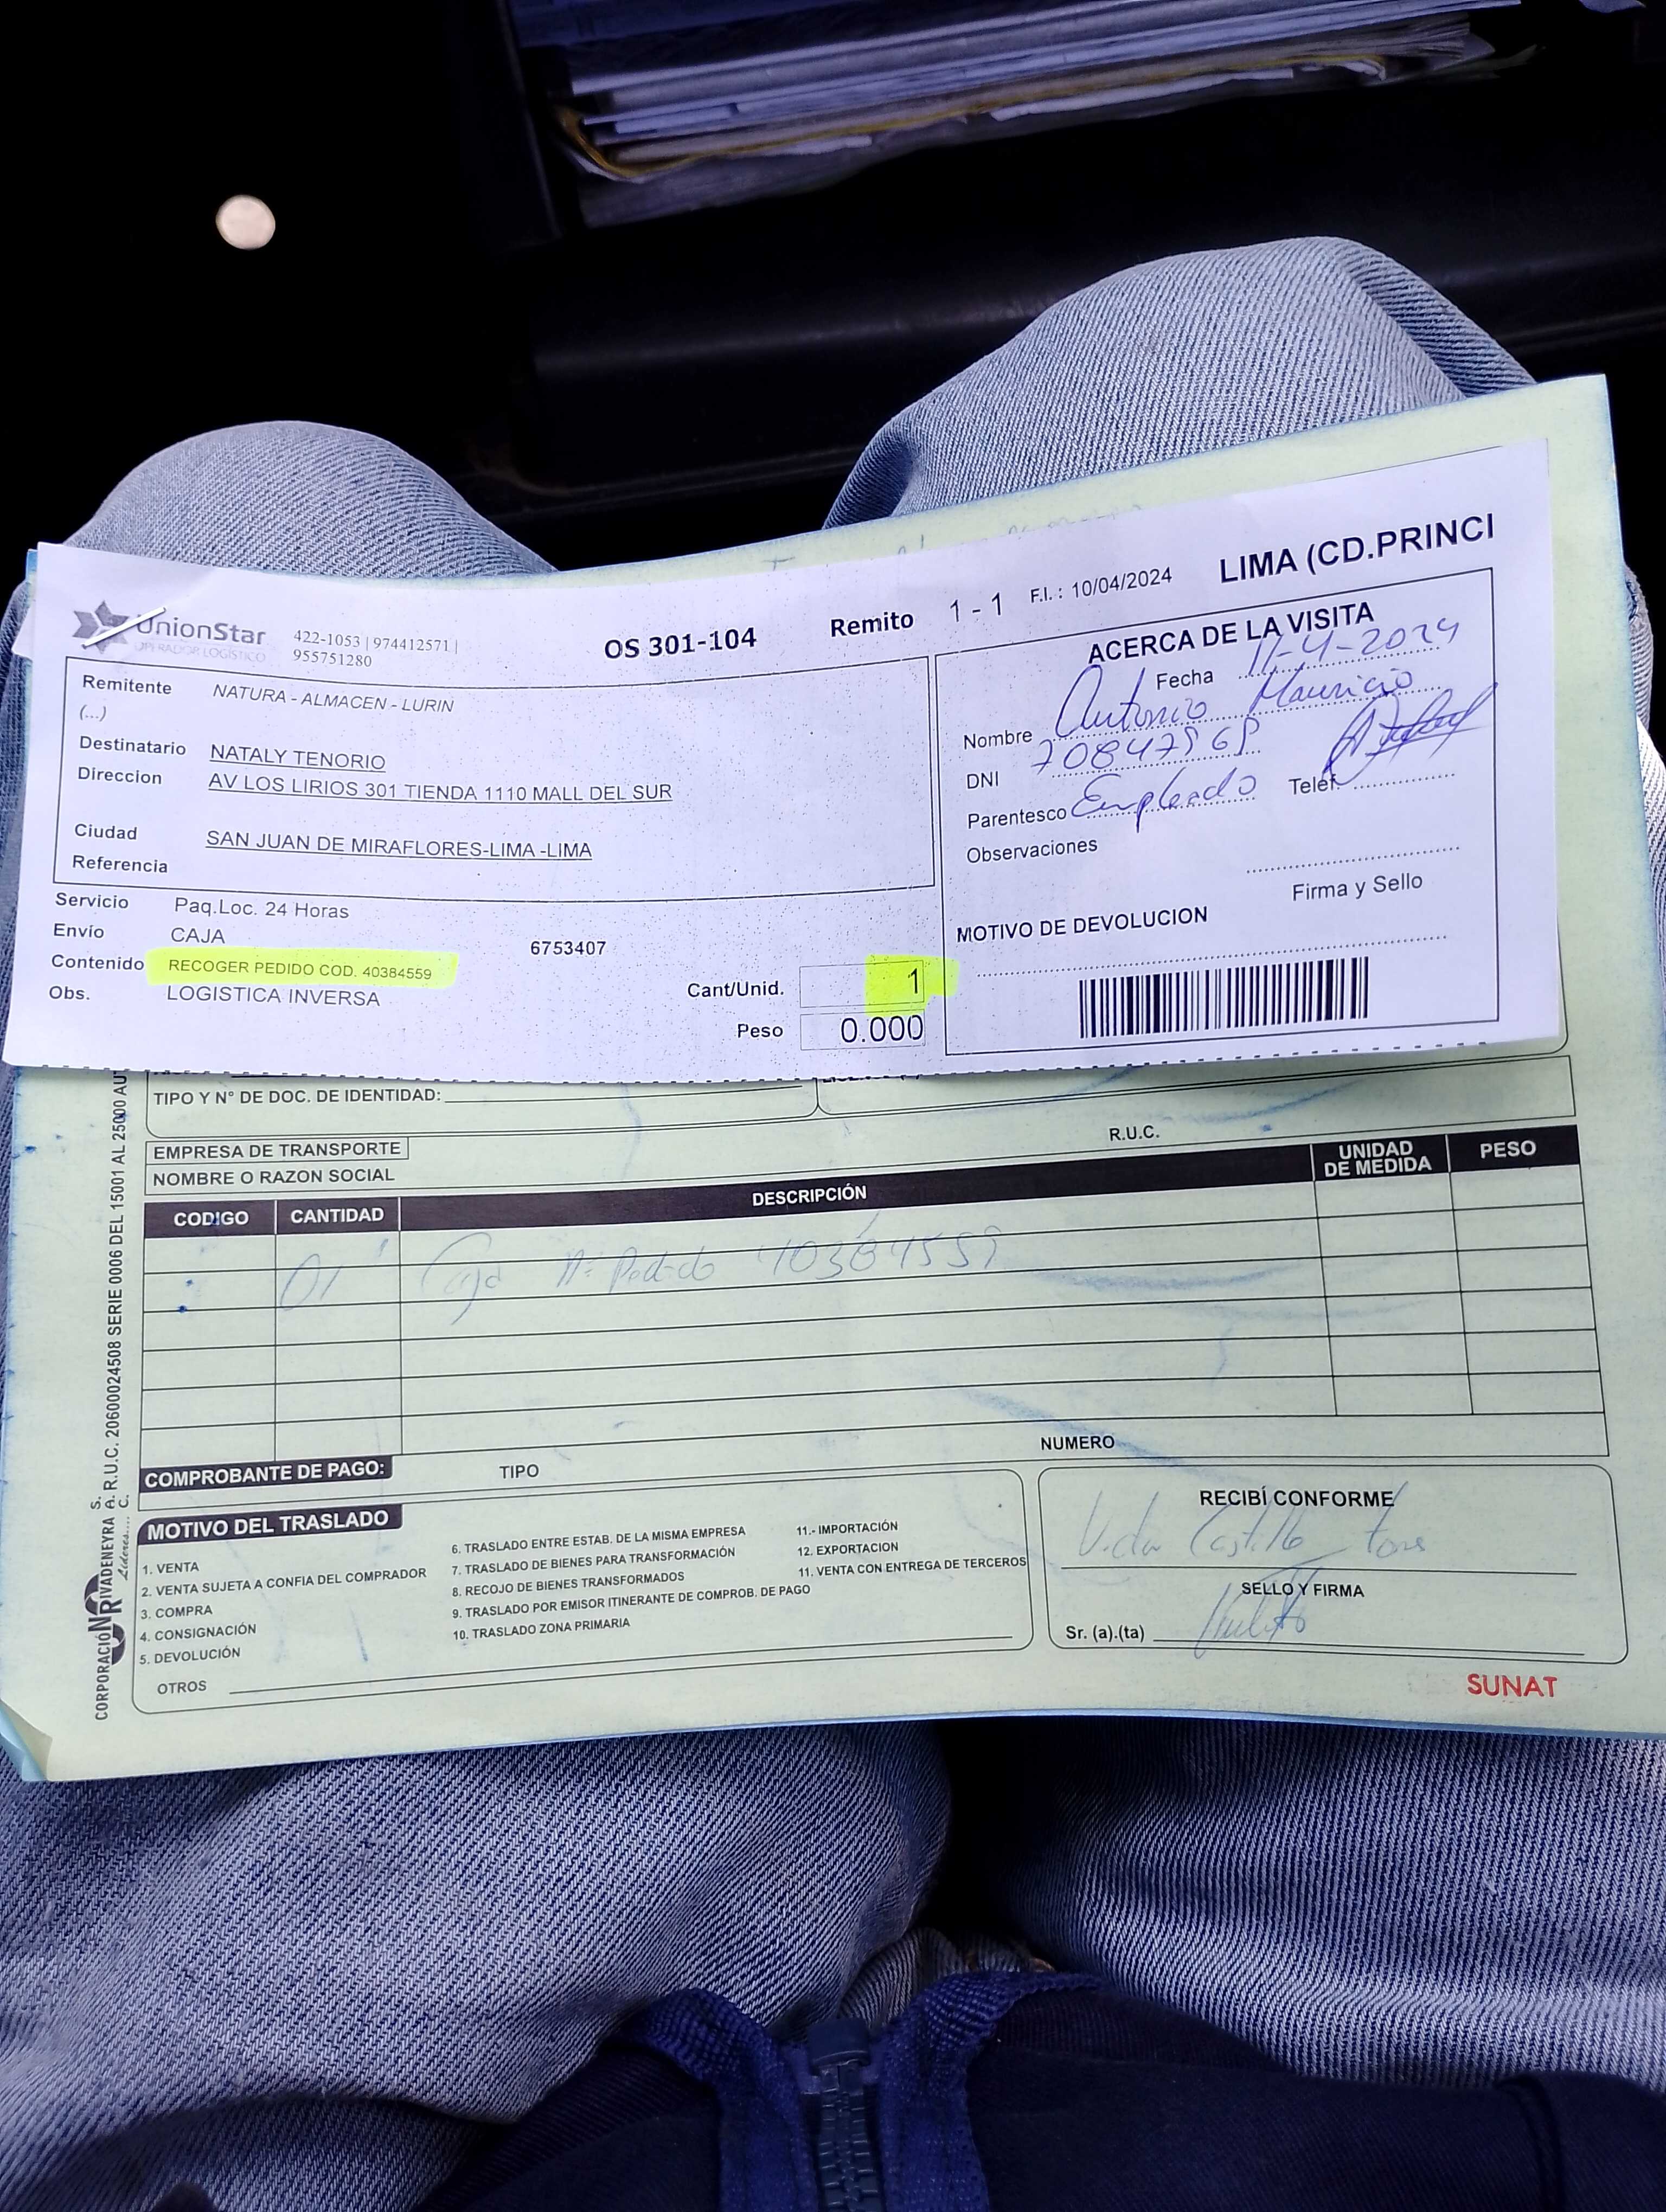 UnionStar
OPERADOR LOGÍSTICO
422-1053 | 974412571 |
955751280
OS 301-104
Remito 1 - 1 F.I. : 10/04/2024 LIMA (CD.PRINCI
Remitente NATURA - ALMACEN - LURIN
(...)
Destinatario NATALY TENORIO
Direccion AV LOS LIRIOS 301 TIENDA 1110 MALL DEL SUR
Ciudad SAN JUAN DE MIRAFLORES-LIMA -LIMA
Referencia
Servicio Paq.Loc. 24 Horas
Envío CAJA 6753407
Contenido RECOGER PEDIDO COD. 40384559
Obs. LOGISTICA INVERSA
Cant/Unid. 1
Peso 0.000
ACERCA DE LA VISITA
Fecha 11-4-2024
Nombre Antonio Mauricio
DNI
Parentesco Empleado Telef.
Observaciones
Firma y Sello
MOTIVO DE DEVOLUCION
TIPO Y N° DE DOC. DE IDENTIDAD:
EMPRESA DE TRANSPORTE
NOMBRE O RAZON SOCIAL R.U.C.
CODIGO CANTIDAD DESCRIPCIÓN UNIDAD DE MEDIDA PESO
01 Caja N° Pedido 40384559
COMPROBANTE DE PAGO: TIPO NUMERO
MOTIVO DEL TRASLADO
1. VENTA
2. VENTA SUJETA A CONFIA DEL COMPRADOR
3. COMPRA
4. CONSIGNACIÓN
5. DEVOLUCIÓN
6. TRASLADO ENTRE ESTAB. DE LA MISMA EMPRESA
7. TRASLADO DE BIENES PARA TRANSFORMACIÓN
8. RECOJO DE BIENES TRANSFORMADOS
9. TRASLADO POR EMISOR ITINERANTE DE COMPROB. DE PAGO
10. TRASLADO ZONA PRIMARIA
11.- IMPORTACIÓN
12. EXPORTACION
11. VENTA CON ENTREGA DE TERCEROS
OTROS
RECIBÍ CONFORME
Castillo
SELLO Y FIRMA
Sr. (a).(ta)
SUNAT
CORPORACIÓN RIVADENEYRA S. A. C. R.U.C. 20600024508 SERIE 0006 DEL 15001 AL 25000 AUT
Líderes...